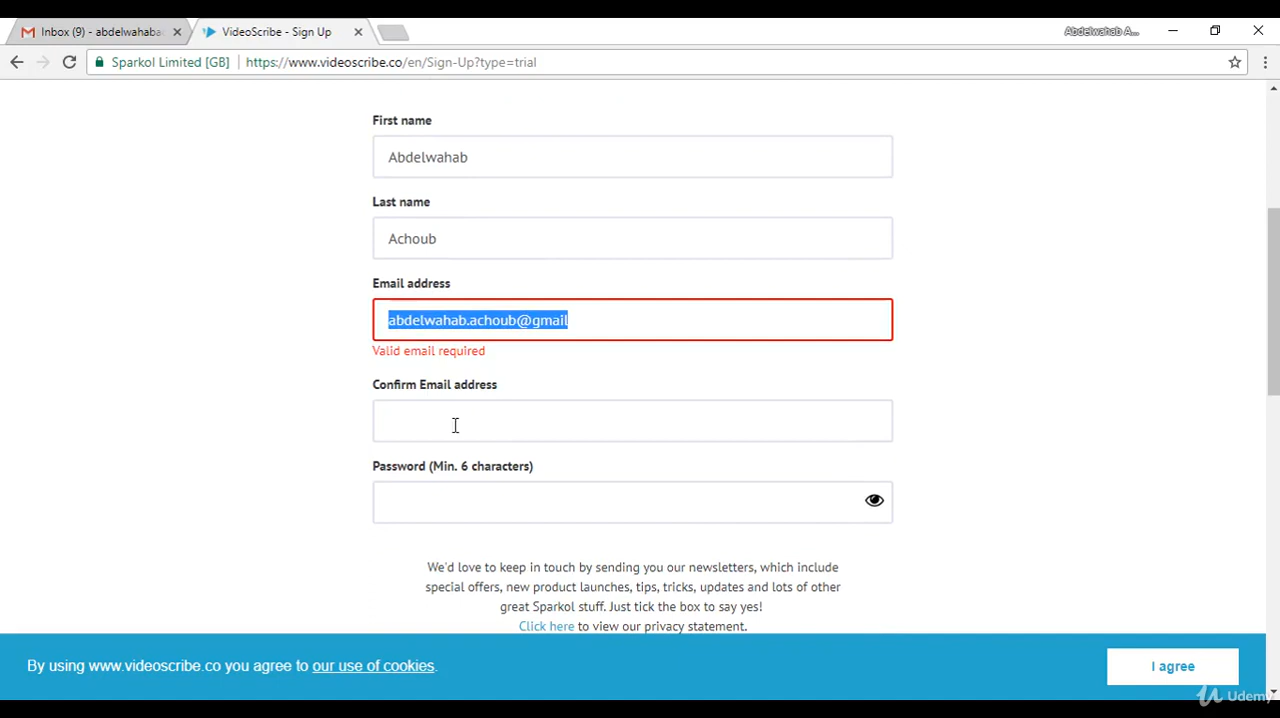 Inbox (9) - abdelwahaba
VideoScribe - Sign Up
Abdelwahab A...
Sparkol Limited [GB]
https://www.videoscribe.co/en/Sign-Up?type=trial
First name
Abdelwahab
Last name
Achoub
Email address
abdelwahab.achoub@gmail
Valid email required
Confirm Email address
Password (Min. 6 characters)
We'd love to keep in touch by sending you our newsletters, which include
special offers, new product launches, tips, tricks, updates and lots of other
great Sparkol stuff. Just tick the box to say yes!
Click here to view our privacy statement.
By using www.videoscribe.co you agree to our use of cookies.
I agree
Udemy